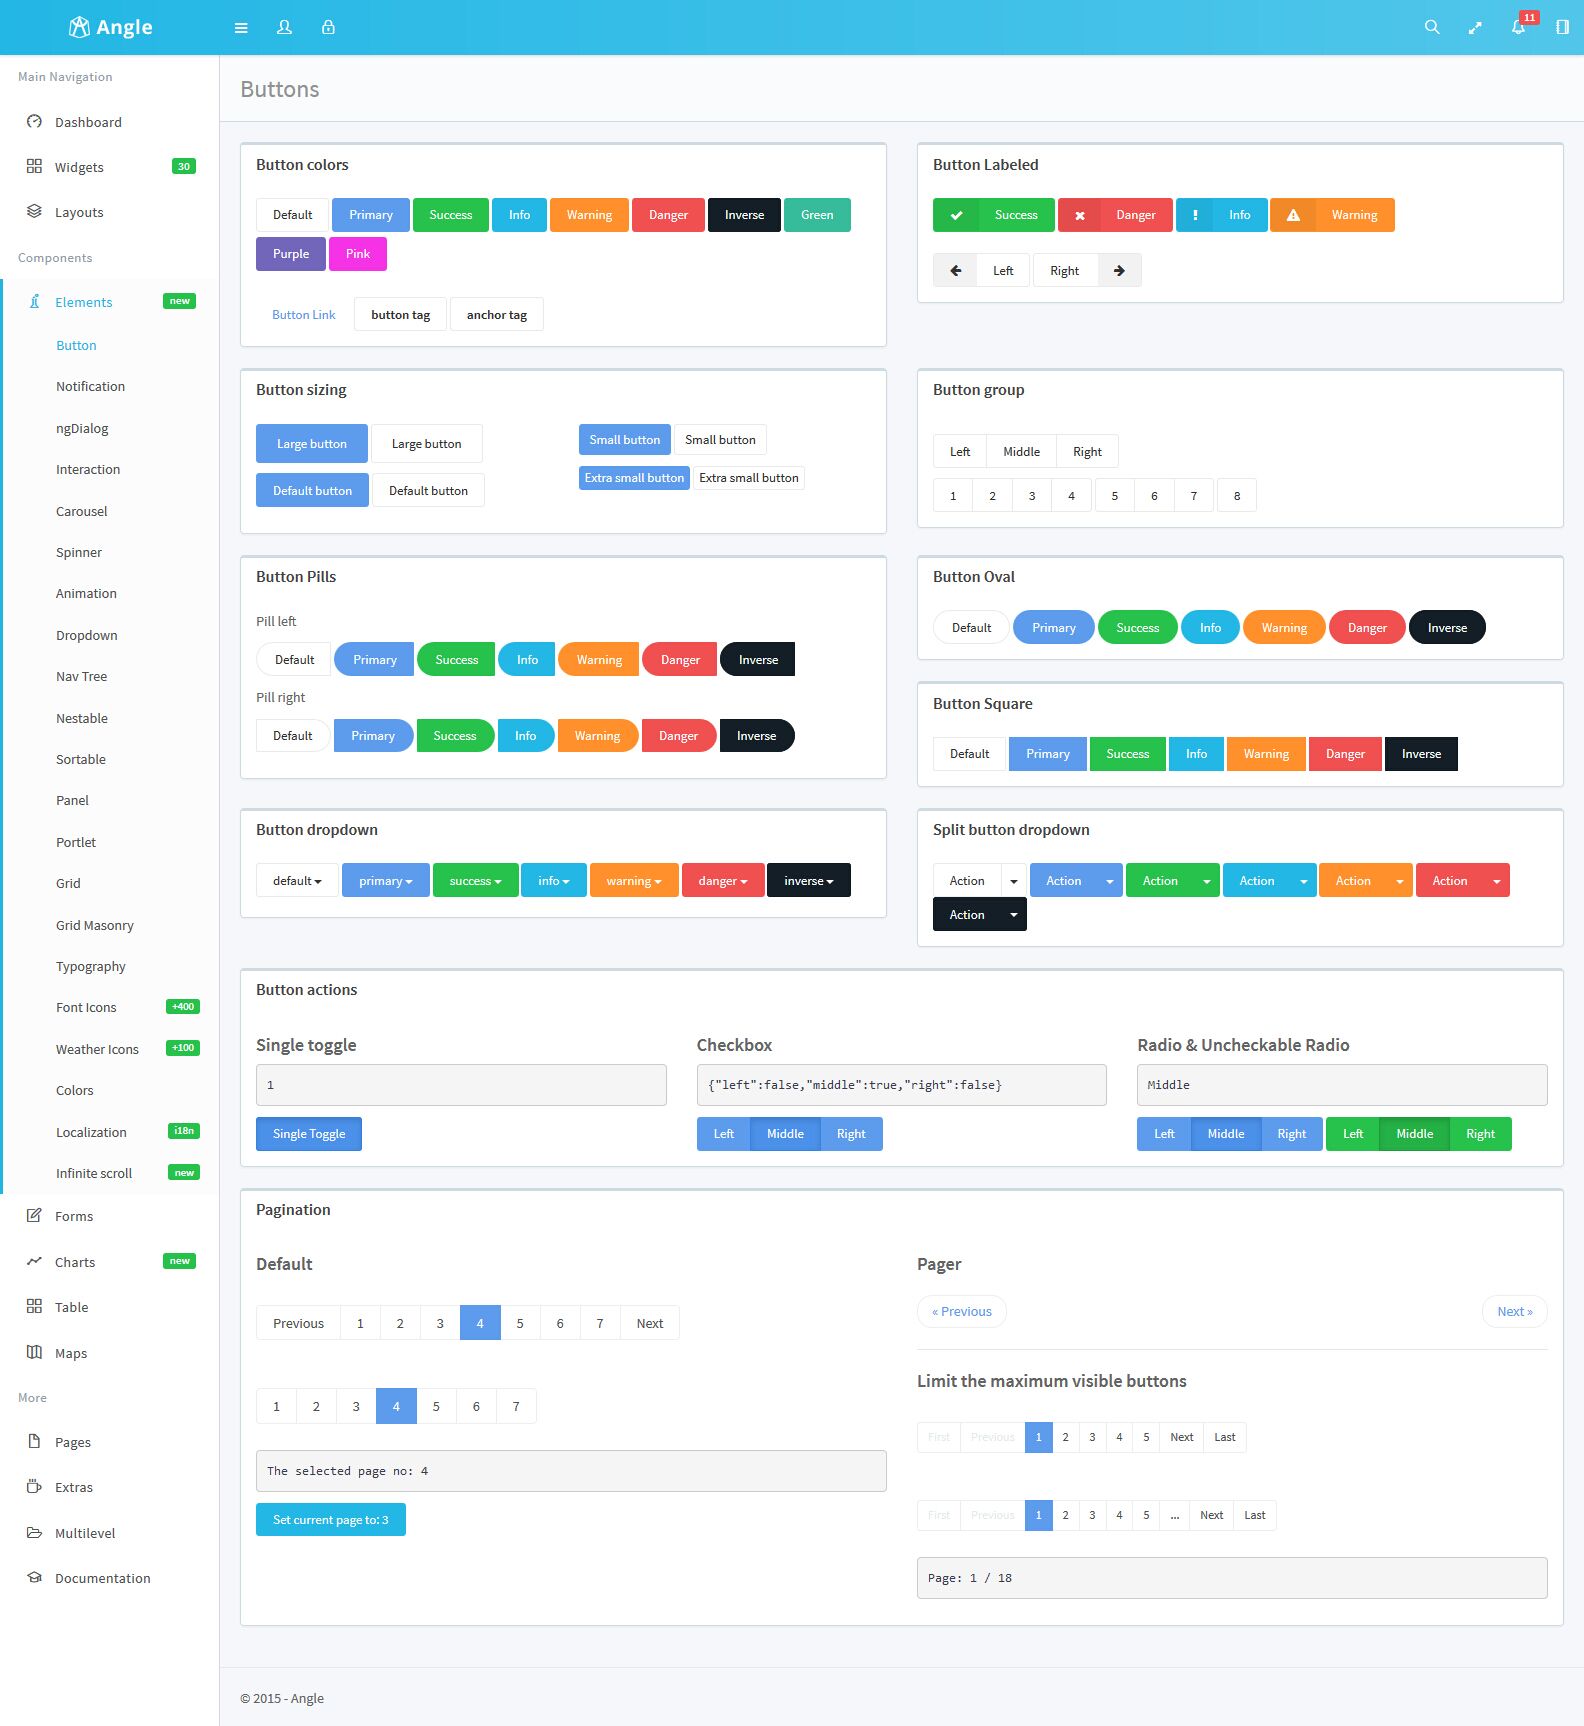 Angle
11
Main Navigation
Dashboard
Widgets 30
Layouts
Components
Elements new
Button
Notification
ngDialog
Interaction
Carousel
Spinner
Animation
Dropdown
Nav Tree
Nestable
Sortable
Panel
Portlet
Grid
Grid Masonry
Typography
Font Icons +400
Weather Icons +100
Colors
Localization i18n
Infinite scroll new
Forms
Charts new
Table
Maps
More
Pages
Extras
Multilevel
Documentation
Buttons
Button colors
Default Primary Success Info Warning Danger Inverse Green
Purple Pink
Button Link button tag anchor tag
Button Labeled
Success Danger Info Warning
Left Right
Button sizing
Large button Large button
Default button Default button
Small button Small button
Extra small button Extra small button
Button group
Left Middle Right
1 2 3 4 5 6 7 8
Button Pills
Pill left
Default Primary Success Info Warning Danger Inverse
Pill right
Default Primary Success Info Warning Danger Inverse
Button Oval
Default Primary Success Info Warning Danger Inverse
Button Square
Default Primary Success Info Warning Danger Inverse
Button dropdown
default primary success info warning danger inverse
Split button dropdown
Action Action Action Action Action Action
Action
Button actions
Single toggle
1
Single Toggle
Checkbox
{"left":false,"middle":true,"right":false}
Left Middle Right
Radio & Uncheckable Radio
Middle
Left Middle Right Left Middle Right
Pagination
Default
Previous 1 2 3 4 5 6 7 Next
1 2 3 4 5 6 7
The selected page no: 4
Set current page to: 3
Pager
« Previous Next »
Limit the maximum visible buttons
First Previous 1 2 3 4 5 Next Last
First Previous 1 2 3 4 5 ... Next Last
Page: 1 / 18
© 2015 - Angle